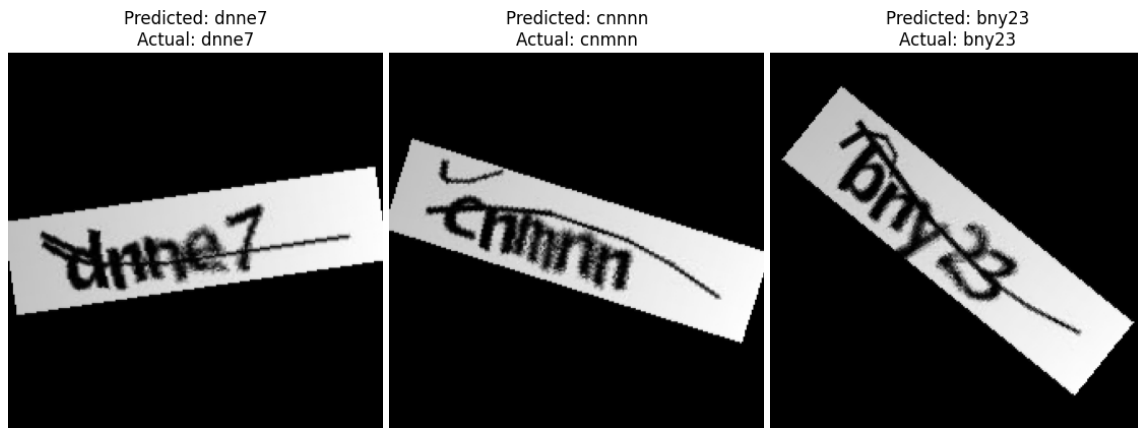 Predicted: dnne7
Actual: dnne7
Predicted: cnnnn
Actual: cnmnn
Predicted: bny23
Actual: bny23
dnne7
cnmnn
bny23